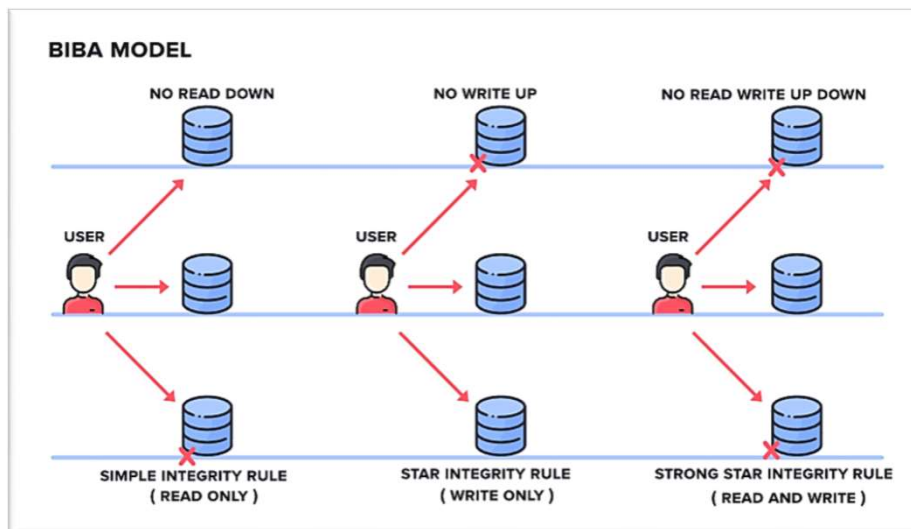 BIBA MODEL
NO READ DOWN
NO WRITE UP
NO READ WRITE UP DOWN
USER
USER
USER
SIMPLE INTEGRITY RULE
( READ ONLY )
STAR INTEGRITY RULE
( WRITE ONLY )
STRONG STAR INTEGRITY RULE
( READ AND WRITE )